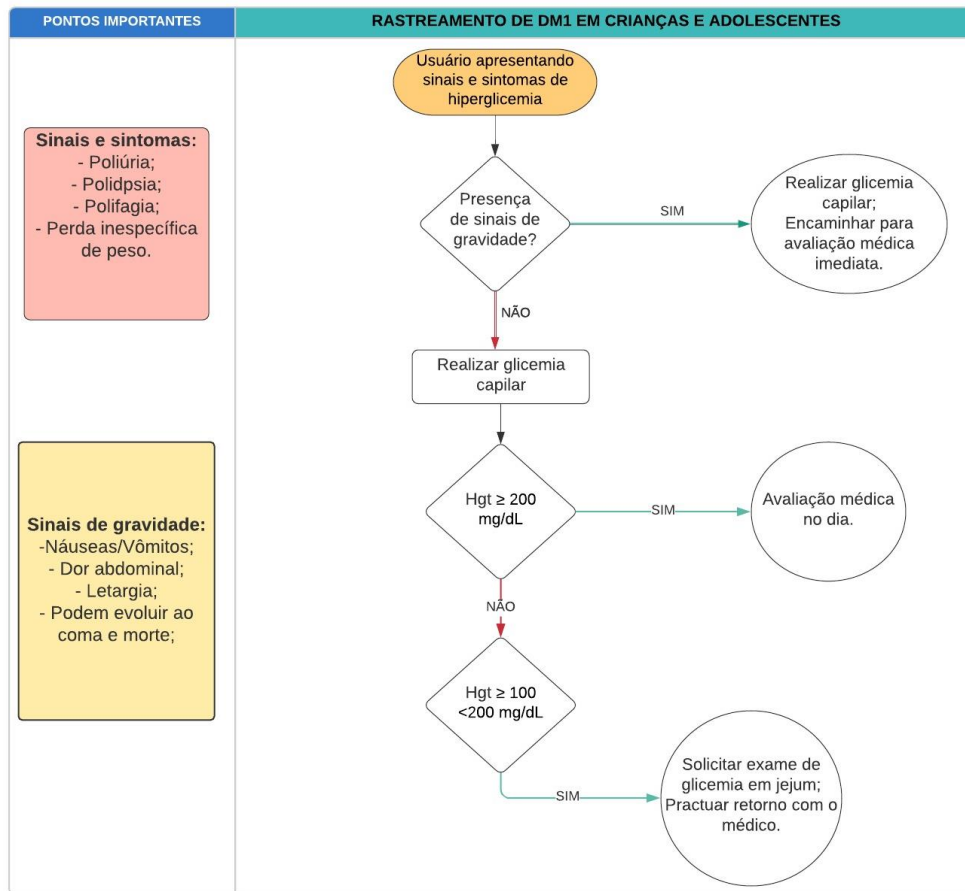 PONTOS IMPORTANTES
RASTREAMENTO DE DM1 EM CRIANÇAS E ADOLESCENTES
Usuário apresentando
sinais e sintomas de
hiperglicemia
Sinais e sintomas:
- Poliúria;
- Polidpsia;
- Polifagia;
- Perda inespecífica
de peso.
Presença
de sinais de
gravidade?
SIM
Realizar glicemia
capilar;
Encaminhar para
avaliação médica
imediata.
NÃO
Realizar glicemia
capilar
Sinais de gravidade:
-Náuseas/Vômitos;
- Dor abdominal;
- Letargia;
- Podem evoluir ao
coma e morte;
Hgt ≥ 200
mg/dL
SIM
Avaliação médica
no dia.
NÃO
Hgt ≥ 100
<200 mg/dL
SIM
Solicitar exame de
glicemia em jejum;
Practuar retorno com o
médico.